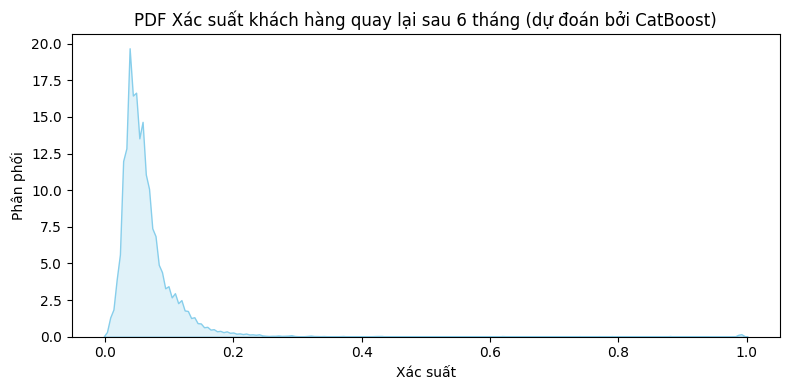 PDF Xác suất khách hàng quay lại sau 6 tháng (dự đoán bởi CatBoost)
Phân phối
20.0
17.5
15.0
12.5
10.0
7.5
5.0
2.5
0.0
0.0 0.2 0.4 0.6 0.8 1.0
Xác suất